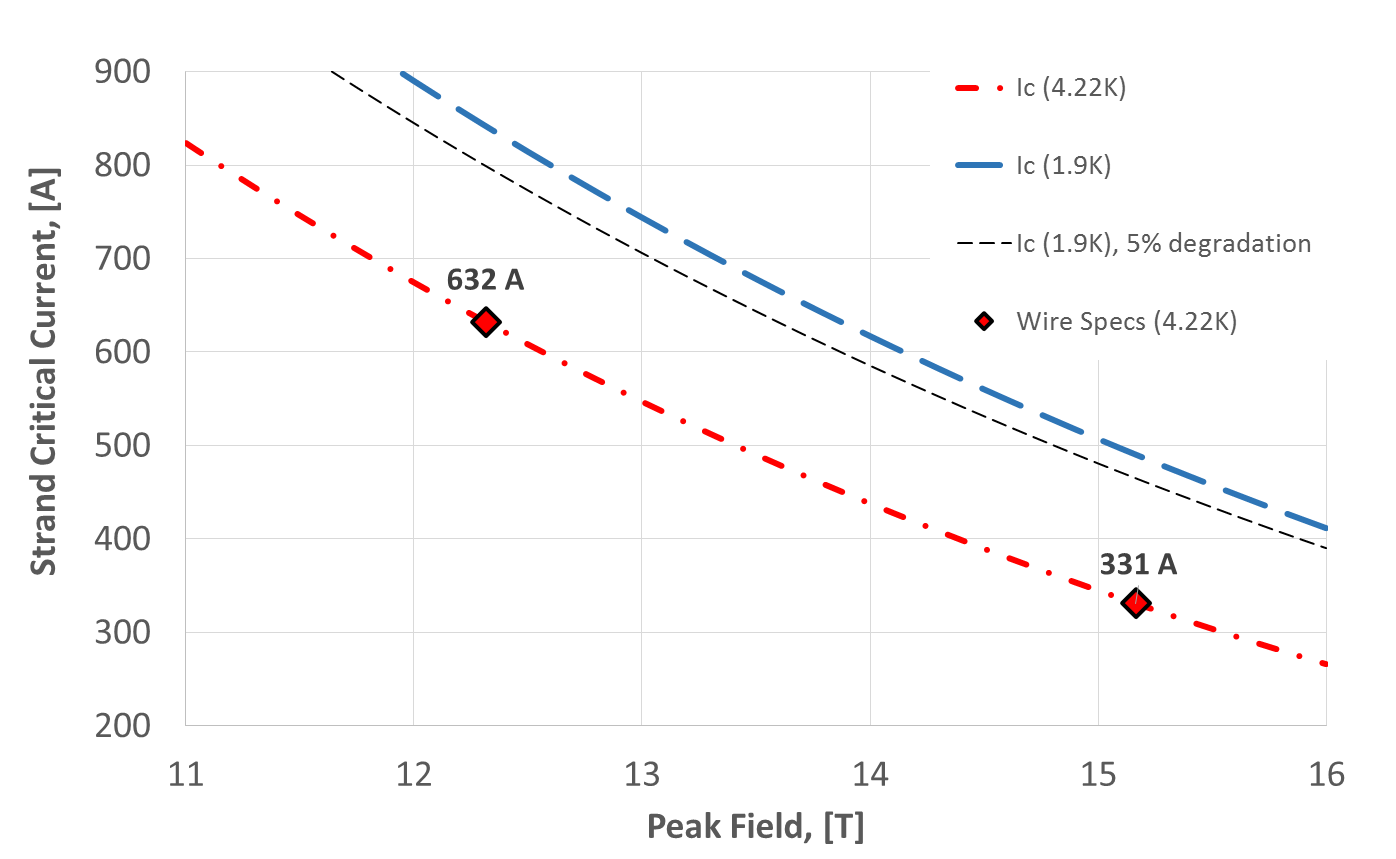 900
800
700
600
500
400
300
200
Strand Critical Current, [A]
11
12
13
14
15
16
Peak Field, [T]
632 A
331 A
Ic (4.22K)
Ic (1.9K)
Ic (1.9K), 5% degradation
Wire Specs (4.22K)